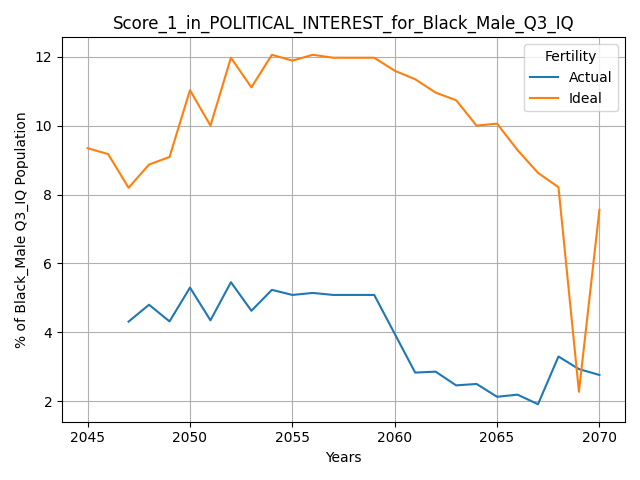 Score_1_in_POLITICAL_INTEREST_for_Black_Male_Q3_IQ
Fertility
Actual
Ideal
% of Black_Male Q3_IQ Population
12
10
8
6
4
2
2045
2050
2055
2060
2065
2070
Years